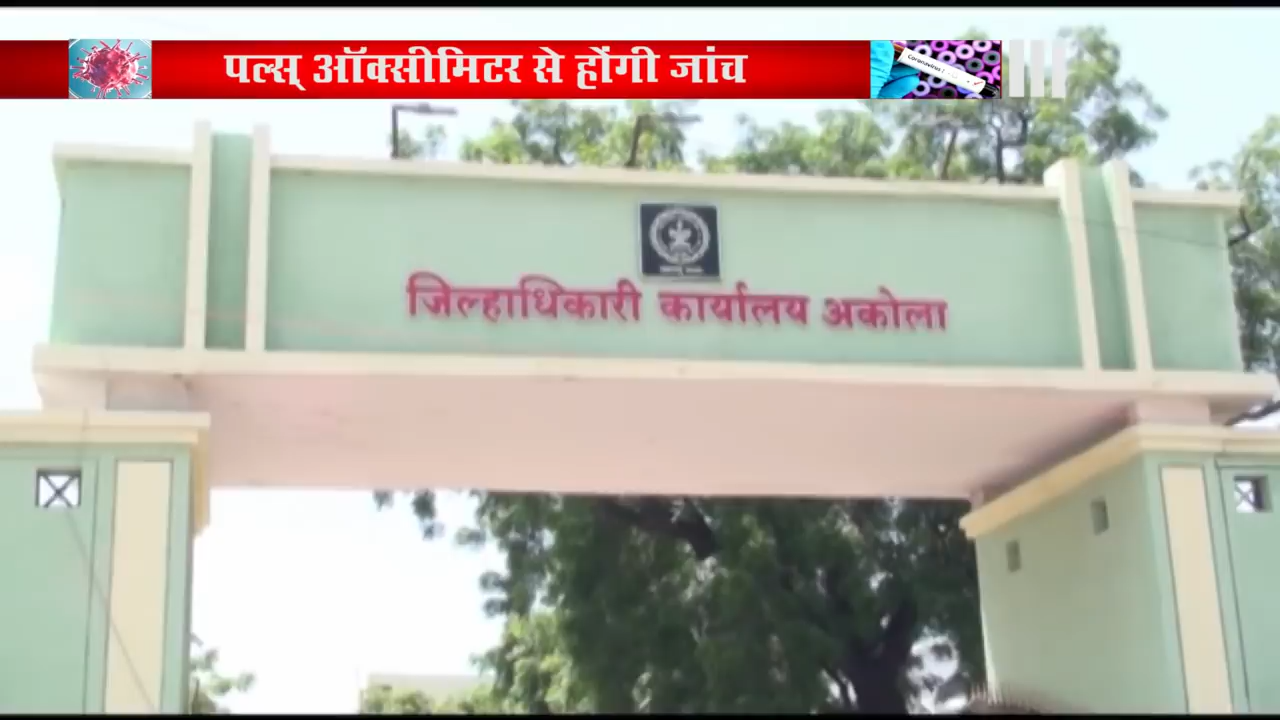 पल्स् ऑक्सीमिटर से होंगी जांच
जिल्हाधिकारी कार्यालय अकोला